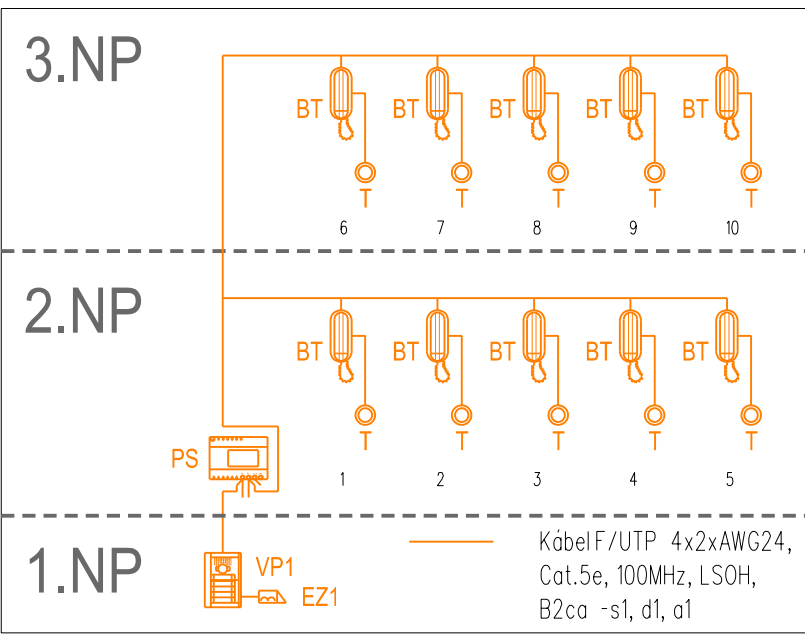 3.NP
BT BT BT BT BT
T T T T T
6 7 8 9 10
2.NP
BT BT BT BT BT
T T T T T
PS
1 2 3 4 5
1.NP
VP1
EZ1
Kábel F/UTP 4x2xAWG24,
Cat.5e, 100MHz, LSOH,
B2ca -s1, d1, a1